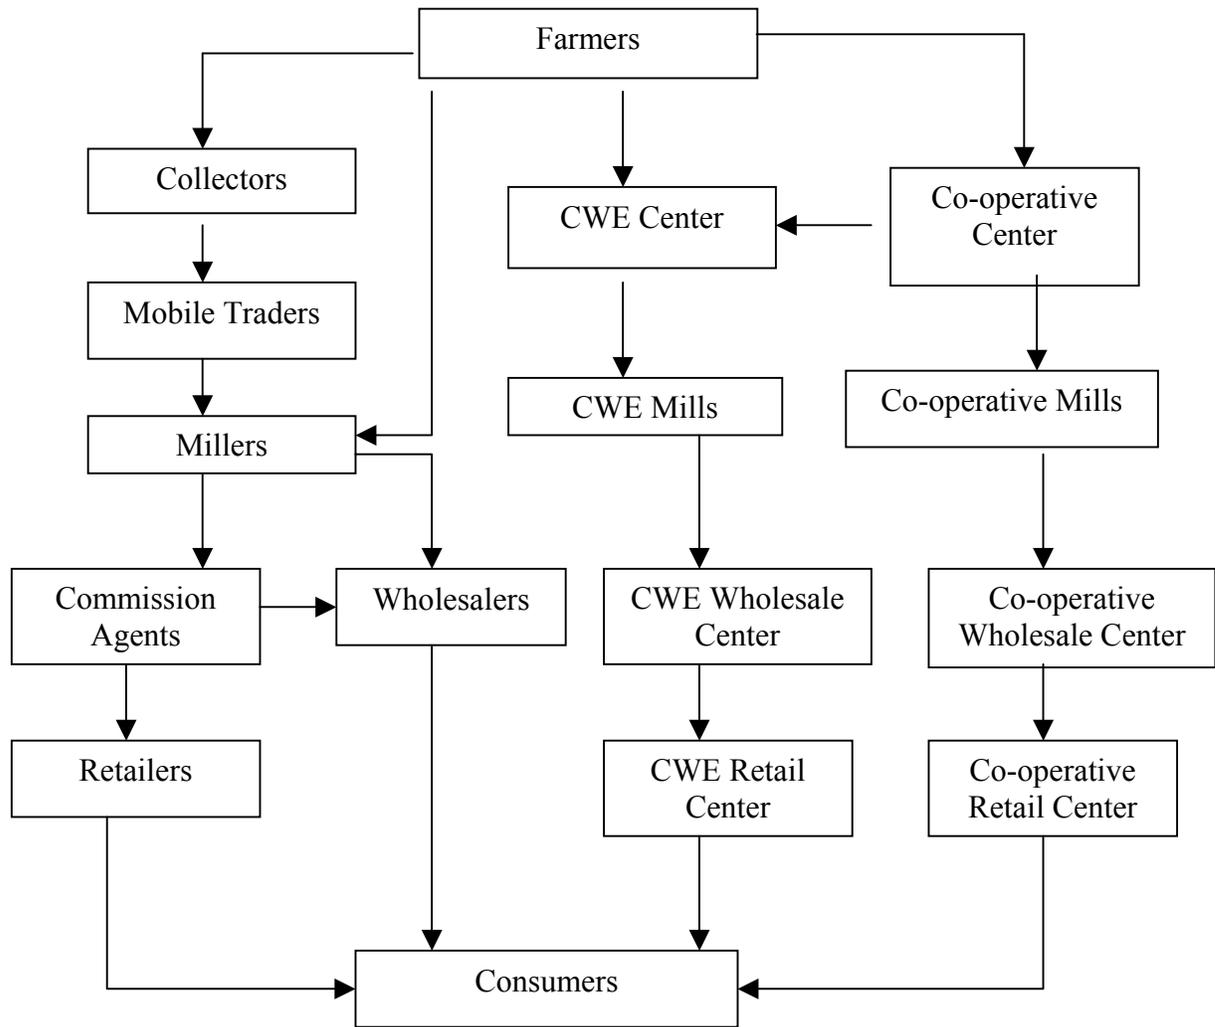 Farmers
Collectors
CWE Center
Co-operative
Center
Mobile Traders
CWE Mills
Co-operative Mills
Millers
Commission
Agents
Wholesalers
CWE Wholesale
Center
Co-operative
Wholesale Center
Retailers
CWE Retail
Center
Co-operative
Retail Center
Consumers